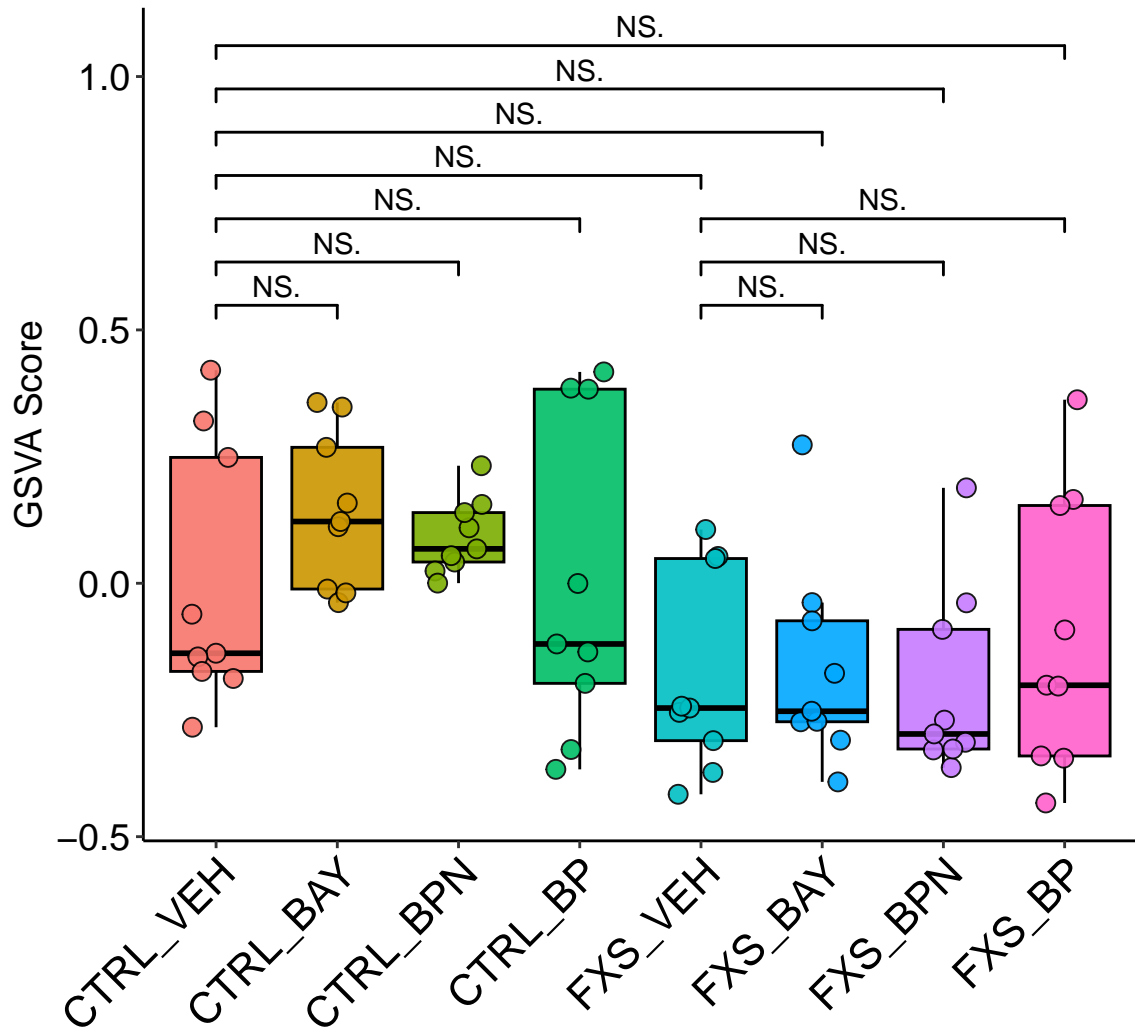 NS.
NS.
NS.
NS.
NS.
NS.
NS.
NS.
NS.
NS.
GSVA Score
1.0
0.5
0.0
−0.5
CTRL_VEH
CTRL_BAY
CTRL_BPN
CTRL_BP
FXS_VEH
FXS_BAY
FXS_BPN
FXS_BP